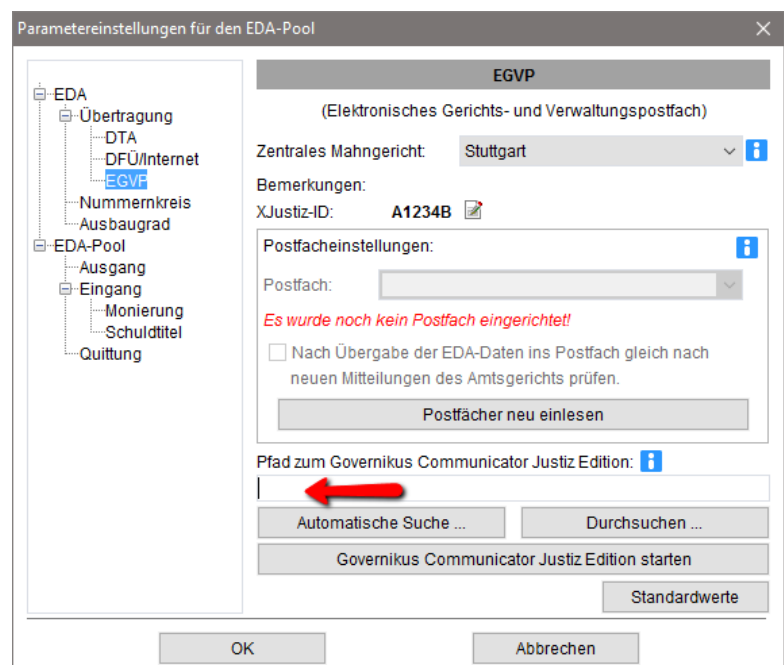 Parametereinstellungen für den EDA-Pool
EDA
Übertragung
DTA
DFÜ/Internet
EGVP
Nummernkreis
Ausbaugrad
EDA-Pool
Ausgang
Eingang
Monierung
Schuldtitel
Quittung
EGVP
(Elektronisches Gerichts- und Verwaltungspostfach)
Zentrales Mahngericht: Stuttgart
Bemerkungen:
XJustiz-ID: A1234B
Postfacheinstellungen:
Postfach:
Es wurde noch kein Postfach eingerichtet!
Nach Übergabe der EDA-Daten ins Postfach gleich nach
neuen Mitteilungen des Amtsgerichts prüfen.
Postfächer neu einlesen
Pfad zum Governikus Communicator Justiz Edition:
Automatische Suche ... Durchsuchen ...
Governikus Communicator Justiz Edition starten
Standardwerte
OK Abbrechen